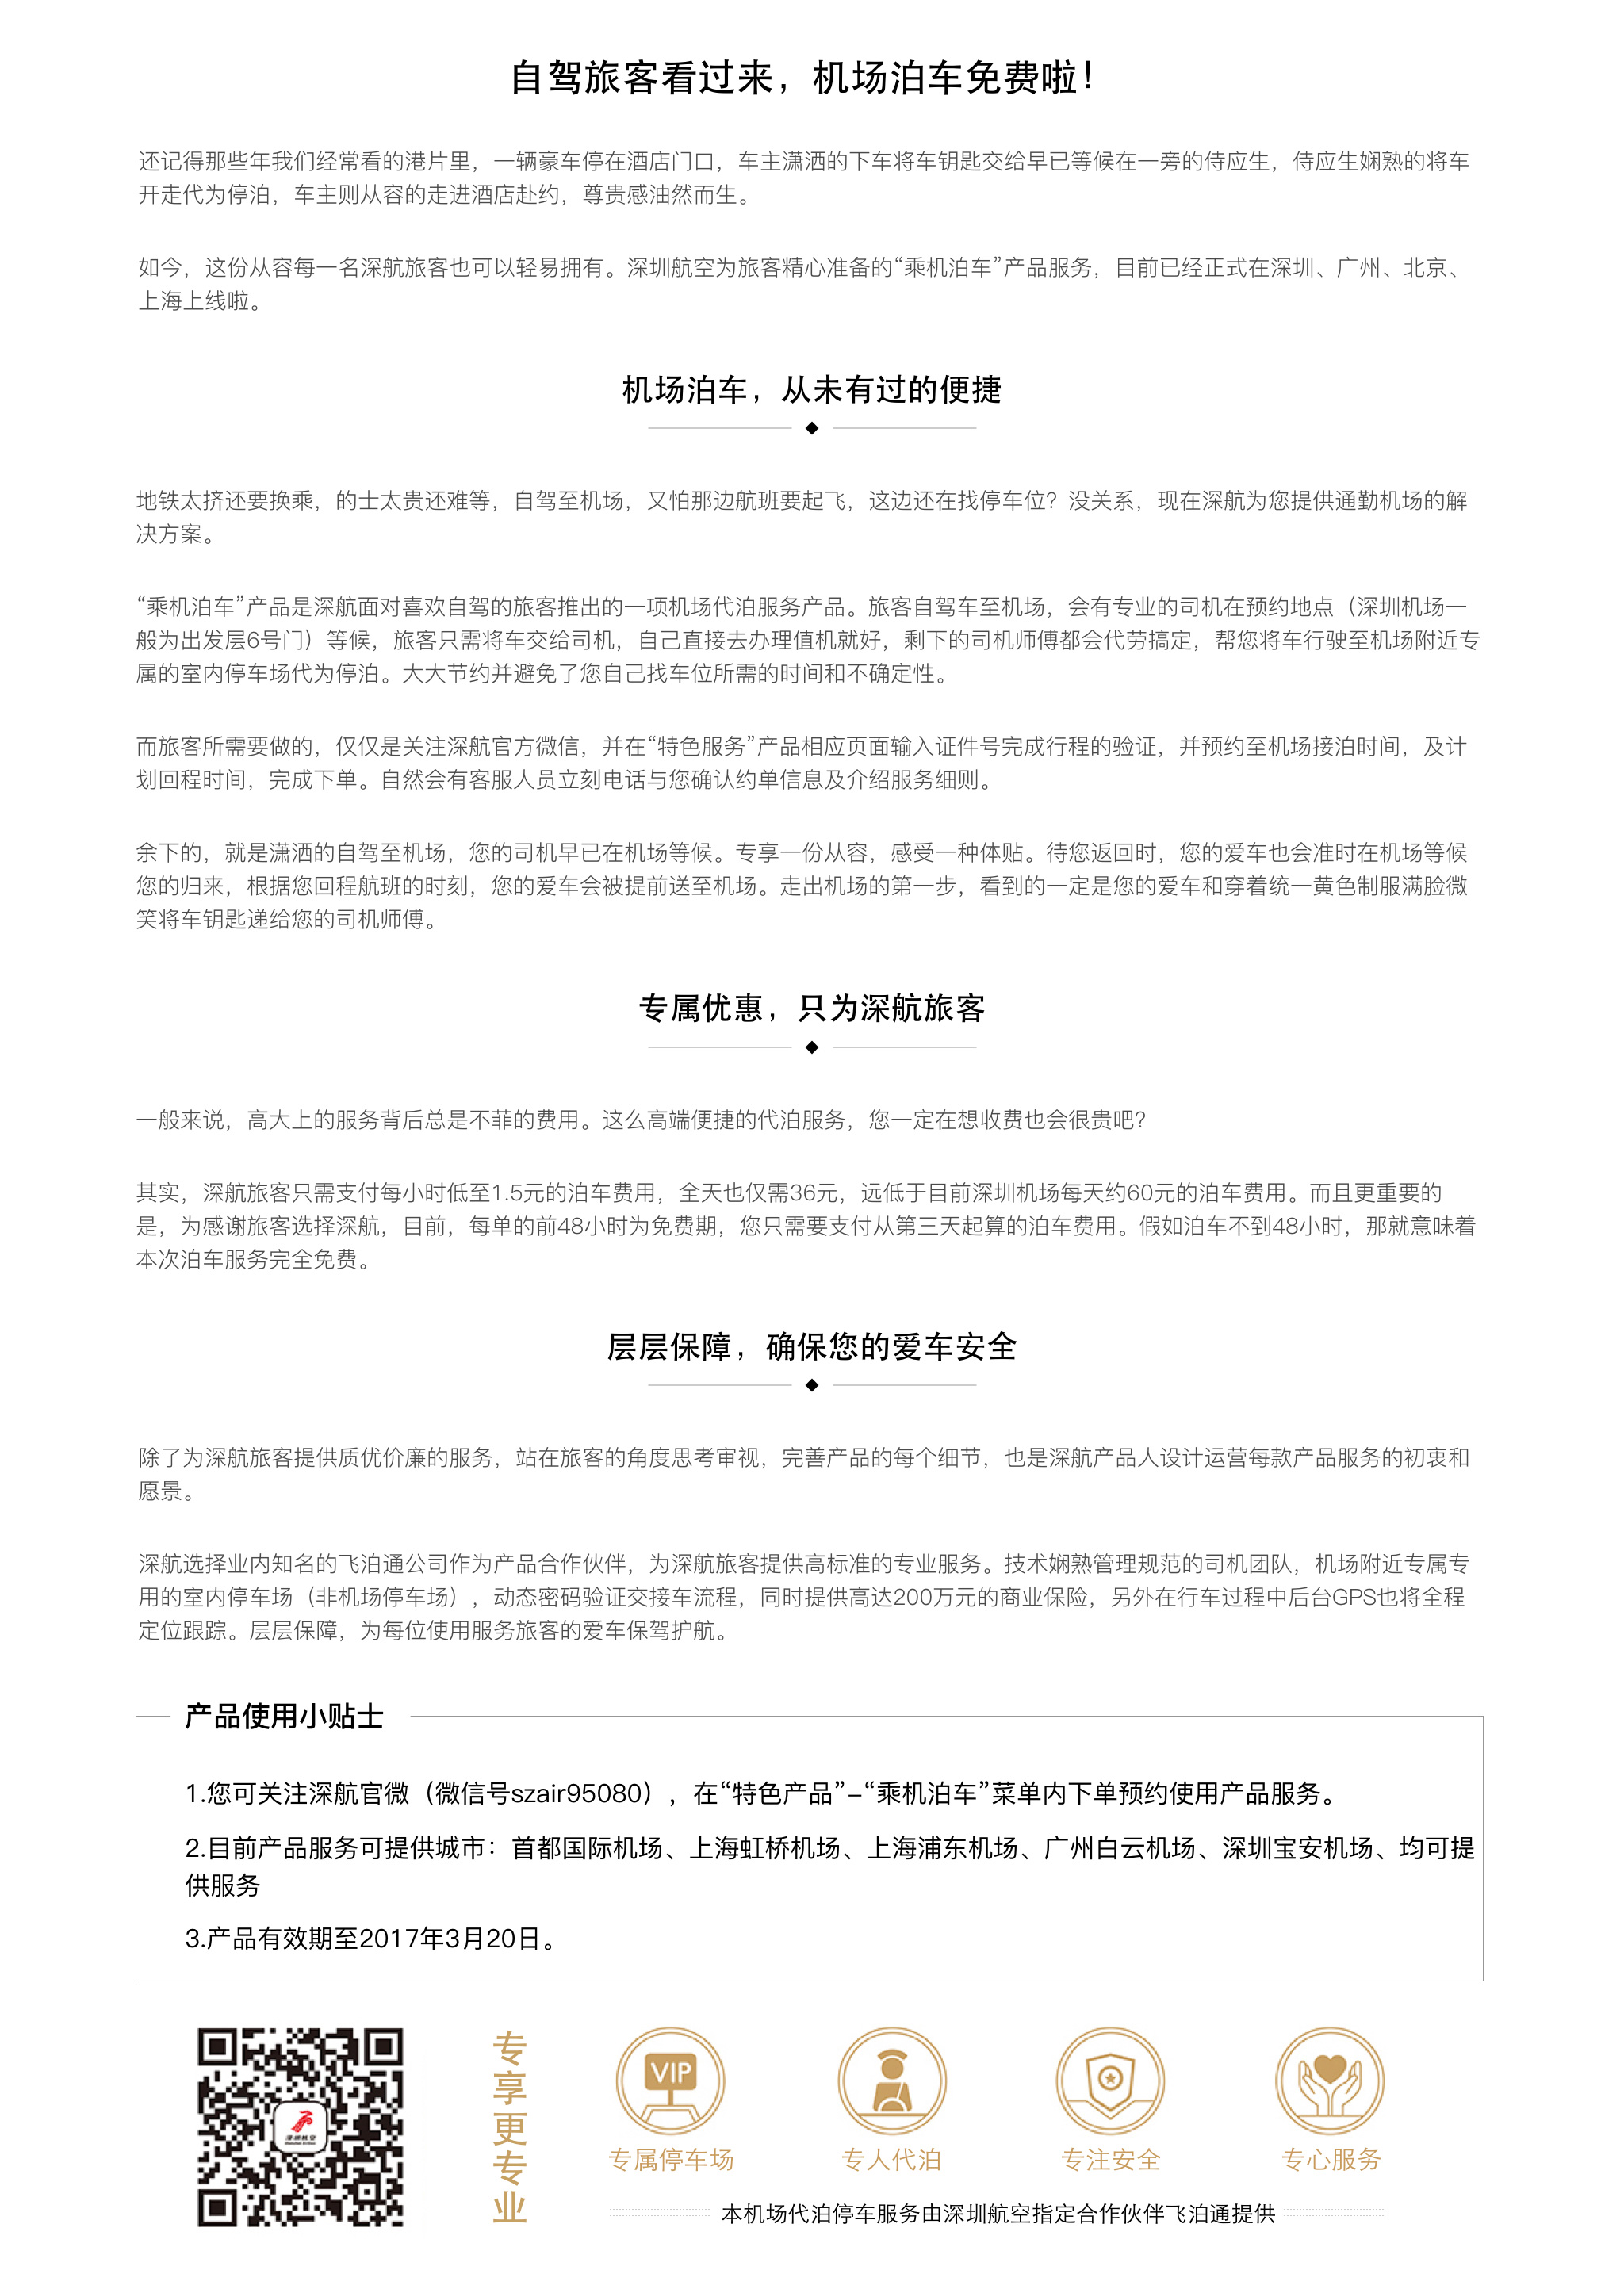 自驾旅客看过来，机场泊车免费啦！
还记得那些年我们经常看的港片里，一辆豪车停在酒店门口，车主潇洒的下车将车钥匙交给早已等候在一旁的侍应生，侍应生娴熟的将车
开走代为停泊，车主则从容的走进酒店赴约，尊贵感油然而生。
如今，这份从容每一名深航旅客也可以轻易拥有。深圳航空为旅客精心准备的“乘机泊车”产品服务，目前已经正式在深圳、广州、北京、
上海上线啦。
机场泊车，从未有过的便捷
地铁太挤还要换乘，的士太贵还难等，自驾至机场，又怕那边航班要起飞，这边还在找停车位？没关系，现在深航为您提供通勤机场的解
决方案。
“乘机泊车”产品是深航面对喜欢自驾的旅客推出的一项机场代泊服务产品。旅客自驾车至机场，会有专业的司机在预约地点（深圳机场一
般为出发层6号门）等候，旅客只需将车交给司机，自己直接去办理值机就好，剩下的司机师傅都会代劳搞定，帮您将车行驶至机场附近专
属的室内停车场代为停泊。大大节约并避免了您自己找车位所需的时间和不确定性。
而旅客所需要做的，仅仅是关注深航官方微信，并在“特色服务”产品相应页面输入证件号完成行程的验证，并预约至机场接泊时间，及计
划回程时间，完成下单。自然会有客服人员立刻电话与您确认约单信息及介绍服务细则。
余下的，就是潇洒的自驾至机场，您的司机早已在机场等候。专享一份从容，感受一种体贴。待您返回时，您的爱车也会准时在机场等候
您的归来，根据您回程航班的时刻，您的爱车会被提前送至机场。走出机场的第一步，看到的一定是您的爱车和穿着统一黄色制服满脸微
笑将车钥匙递给您的司机师傅。
专属优惠，只为深航旅客
一般来说，高大上的服务背后总是不菲的费用。这么高端便捷的代泊服务，您一定在想收费也会很贵吧？
其实，深航旅客只需支付每小时低至1.5元的泊车费用，全天也仅需36元，远低于目前深圳机场每天约60元的泊车费用。而且更重要的
是，为感谢旅客选择深航，目前，每单的前48小时为免费期，您只需要支付从第三天起算的泊车费用。假如泊车不到48小时，那就意味着
本次泊车服务完全免费。
层层保障，确保您的爱车安全
除了为深航旅客提供质优价廉的服务，站在旅客的角度思考审视，完善产品的每个细节，也是深航产品人设计运营每款产品服务的初衷和
愿景。
深航选择业内知名的飞泊通公司作为产品合作伙伴，为深航旅客提供高标准的专业服务。技术娴熟管理规范的司机团队，机场附近专属专
用的室内停车场（非机场停车场），动态密码验证交接车流程，同时提供高达200万元的商业保险，另外在行车过程中后台GPS也将全程
定位跟踪。层层保障，为每位使用服务旅客的爱车保驾护航。
产品使用小贴士
1.您可关注深航官微（微信号szair95080），在“特色产品”–“乘机泊车”菜单内下单预约使用产品服务。
2.目前产品服务可提供城市：首都国际机场、上海虹桥机场、上海浦东机场、广州白云机场、深圳宝安机场、均可提
供服务
3.产品有效期至2017年3月20日。
深圳航空
专享更专业
VIP
专属停车场 专人代泊 专注安全 专心服务
本机场代泊停车服务由深圳航空指定合作伙伴飞泊通提供